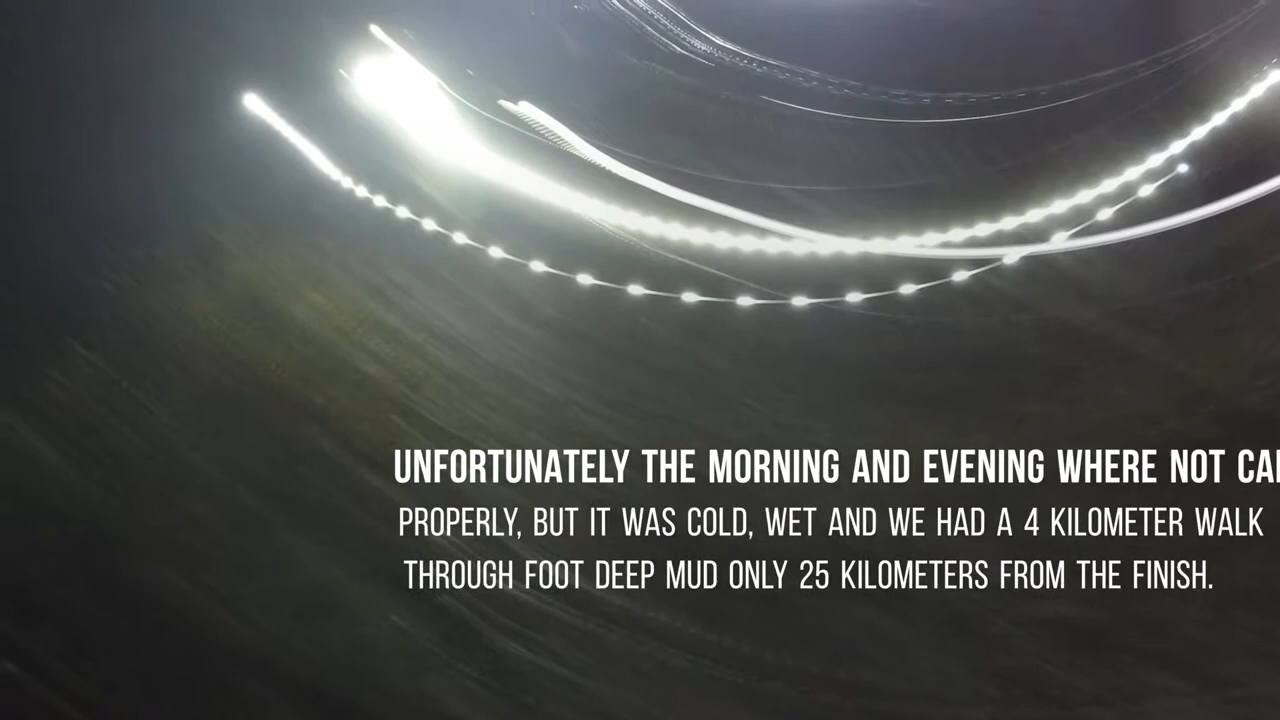 UNFORTUNATELY THE MORNING AND EVENING WHERE NOT
PROPERLY, BUT IT WAS COLD, WET AND WE HAD A 4 KILOMETER WALK
THROUGH FOOT DEEP MUD ONLY 25 KILOMETERS FROM THE FINISH.